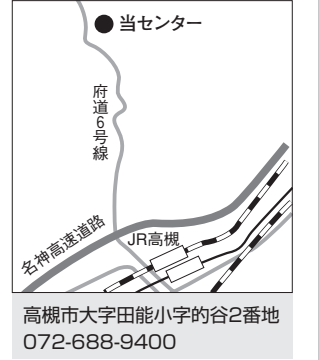 当センター
府道6号線
名神高速道路
JR高槻
高槻市大字田能小字的谷2番地
072-688-9400